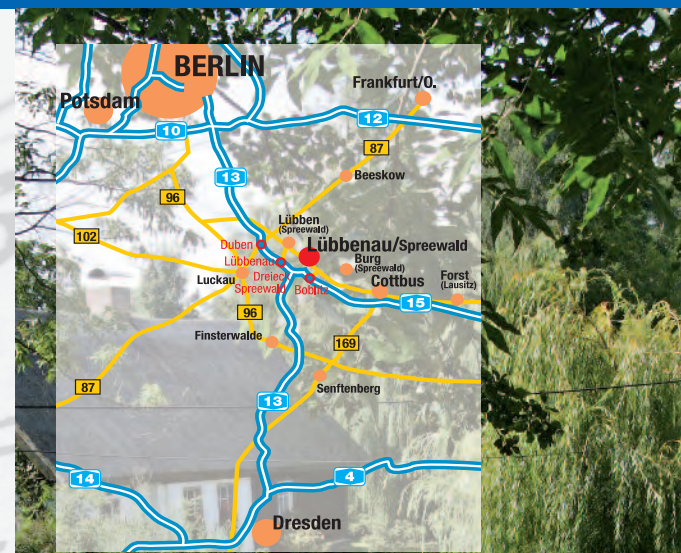 BERLIN
Frankfurt/O.
Potsdam
12
10
87
13
Beeskow
96
Lübben
(Spreewald)
102
Duben
Lübbenau/Spreewald
Lübbenau
Burg
(Spreewald)
Luckau
Dreieck
Spreewald
Boblitz
Cottbus
Forst
(Lausitz)
15
96
Finsterwalde
169
87
Senftenberg
13
14
4
Dresden